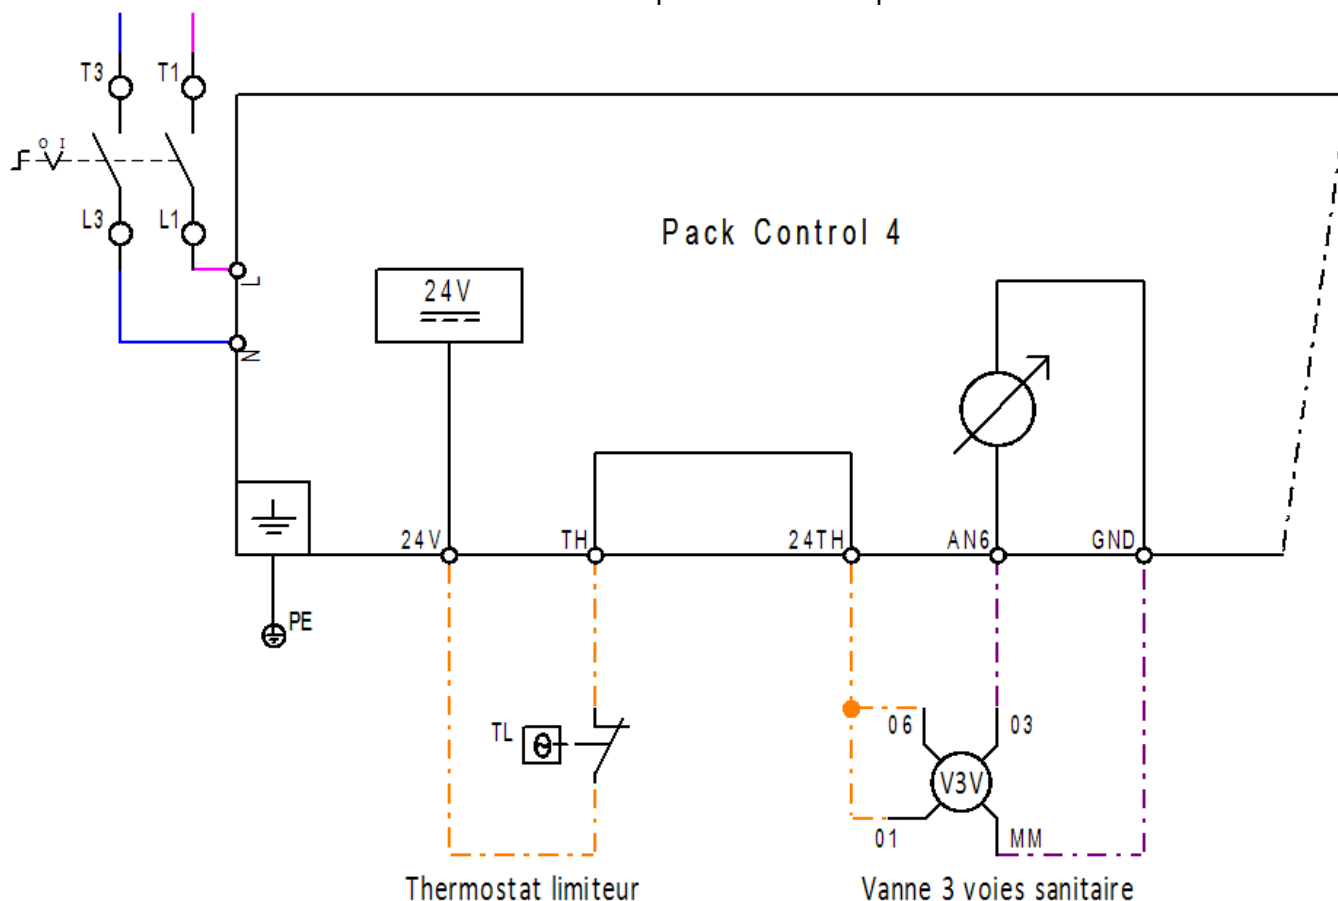 T3
T1
O I
L3
L1
Pack Control 4
L
24V
N
24V
TH
24TH
AN6
GND
PE
06
03
TL
θ
V3V
01
MM
Thermostat limiteur
Vanne 3 voies sanitaire